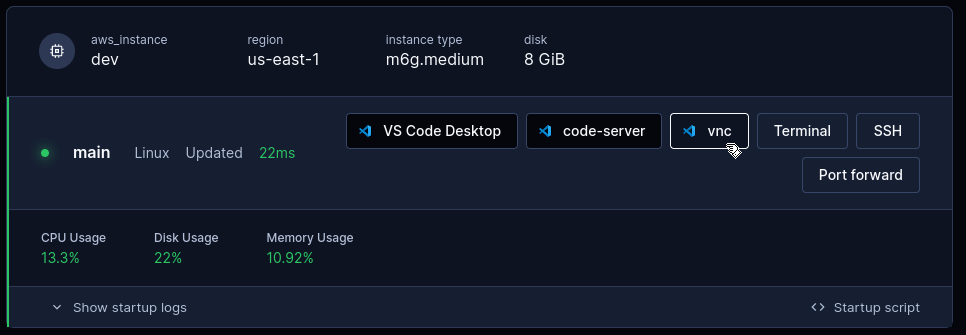 aws_instance region instance type disk
dev us-east-1 m6g.medium 8 GiB
VS Code Desktop code-server vnc Terminal SSH
main Linux Updated 22ms
Port forward
CPU Usage Disk Usage Memory Usage
13.3% 22% 10.92%
Show startup logs Startup script